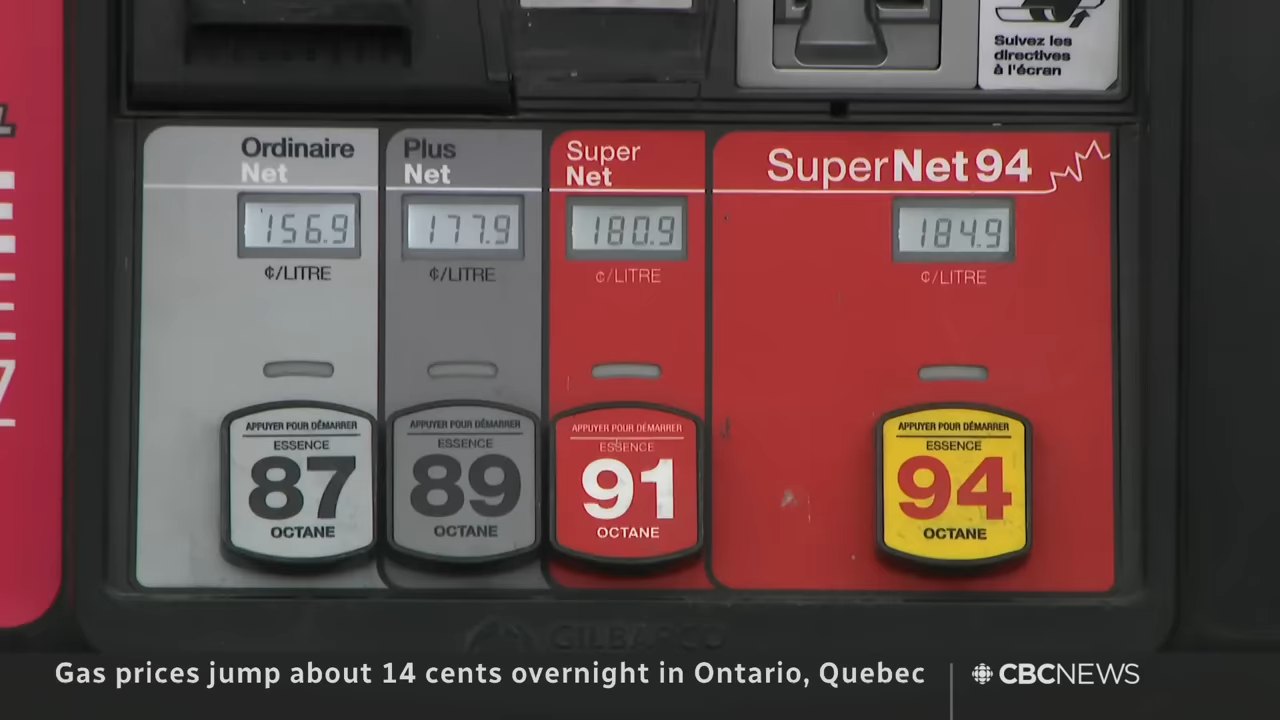 Suivez les
directives
à l'écran
Ordinaire
Net
Plus
Net
Super
Net
SuperNet 94
156.9
177.9
180.9
184.9
¢/LITRE
¢/LITRE
¢/LITRE
¢/LITRE
APPUYER POUR DÉMARRER
ESSENCE
87
OCTANE
APPUYER POUR DÉMARRER
ESSENCE
89
OCTANE
APPUYER POUR DÉMARRER
ESSENCE
91
OCTANE
APPUYER POUR DÉMARRER
ESSENCE
94
OCTANE
7
GILBARCO
Gas prices jump about 14 cents overnight in Ontario, Quebec
CBCNEWS